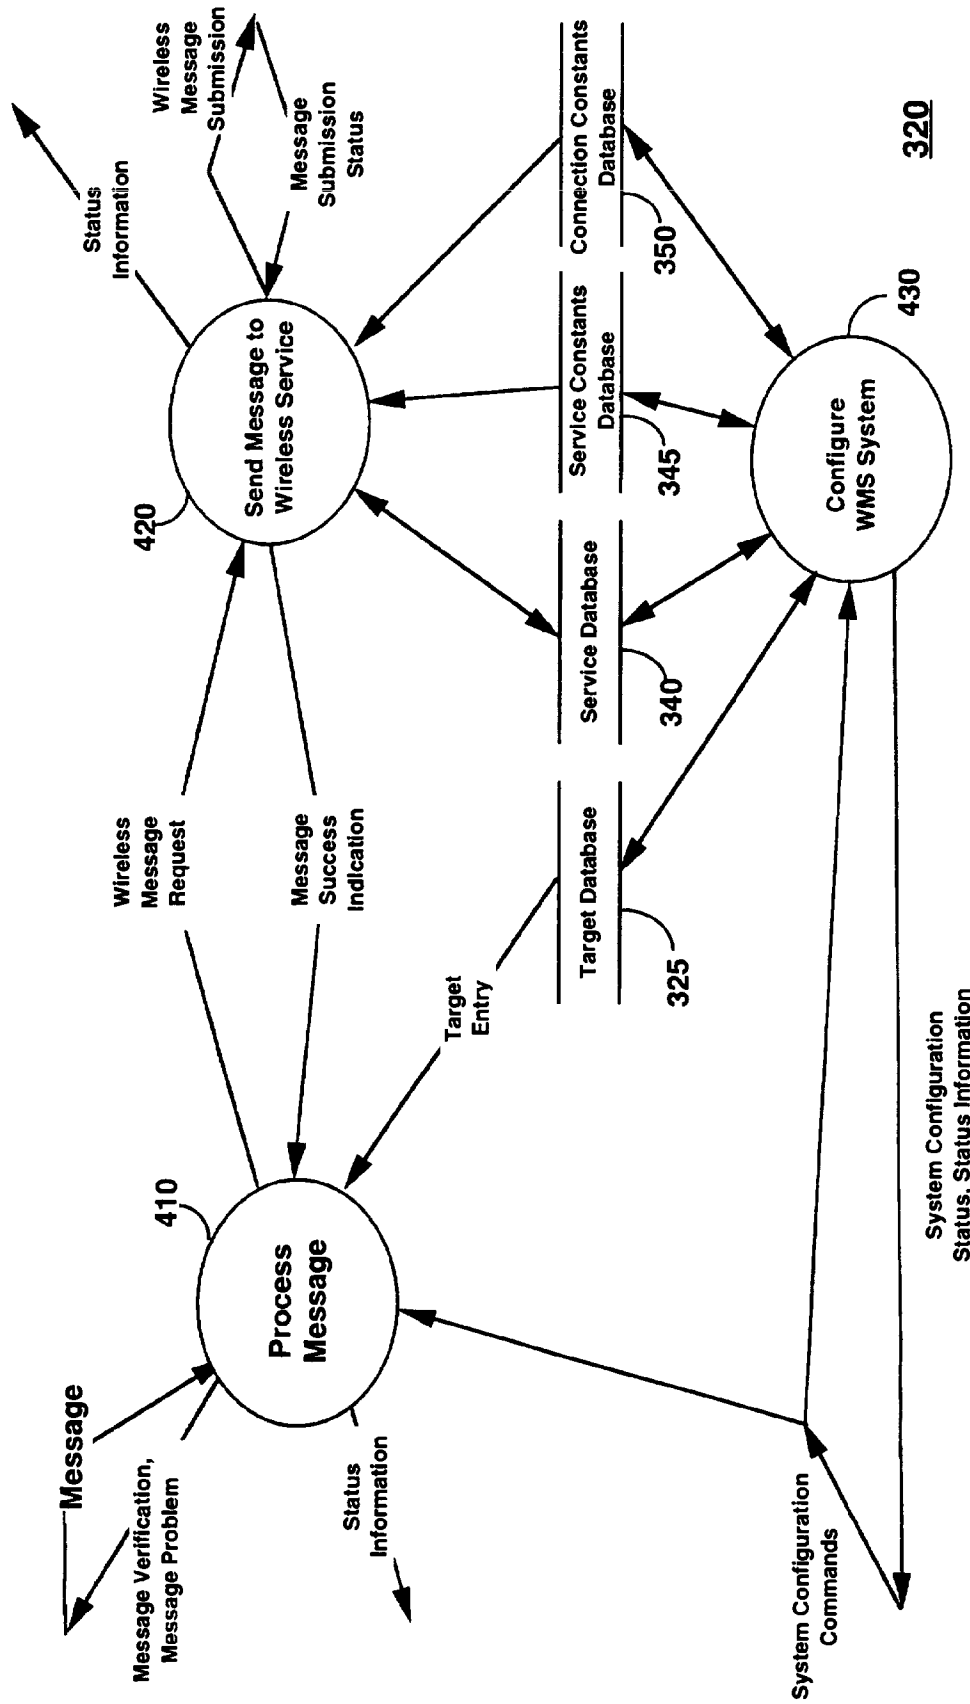 Message
Message Verification,
Message Problem
Status
Information
410
Process
Message
Wireless
Message
Request
Message
Success
Indication
Target
Entry
420
Send Message to
Wireless Service
Status
Information
Wireless
Message
Submission
Message
Submission
Status
Target Database
325
Service Database
340
Service Constants
Database
345
Connection Constants
Database
350
Configure
WMS System
430
System Configuration
Commands
System Configuration
Status. Status Information
320